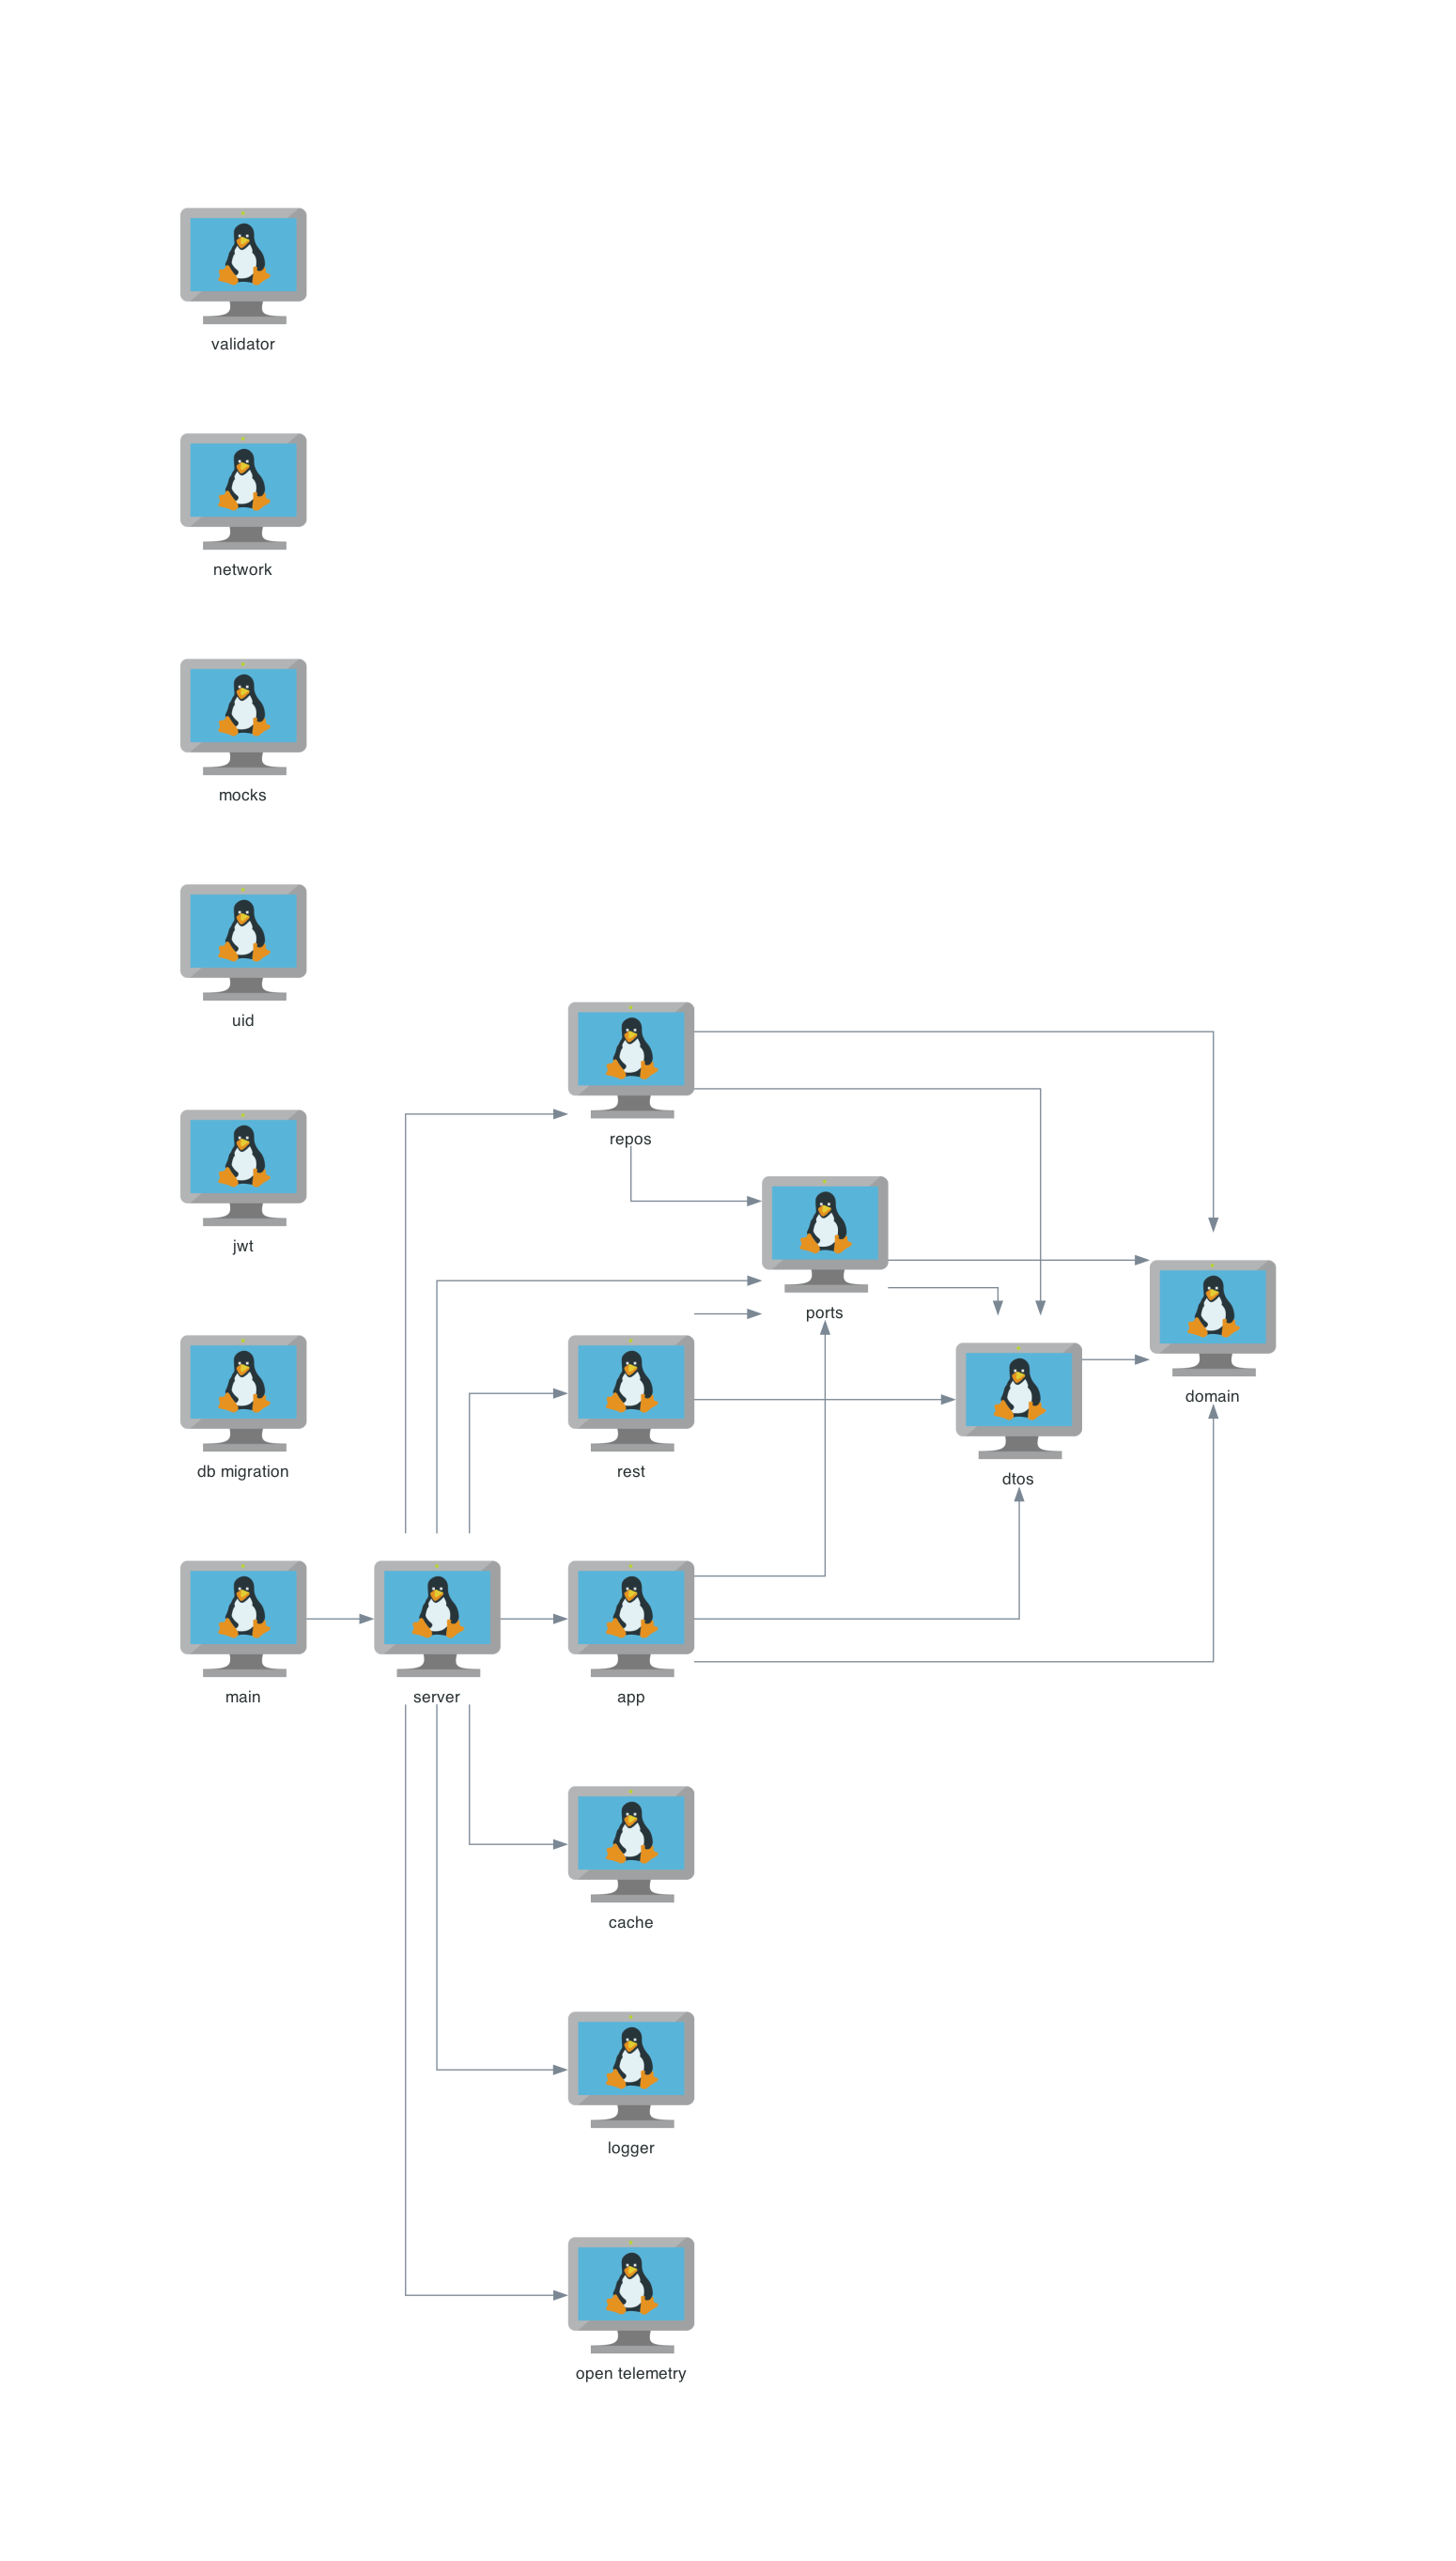 validator
network
mocks
uid
repos
jwt
ports
domain
db migration
rest
dtos
main
server
app
cache
logger
open telemetry